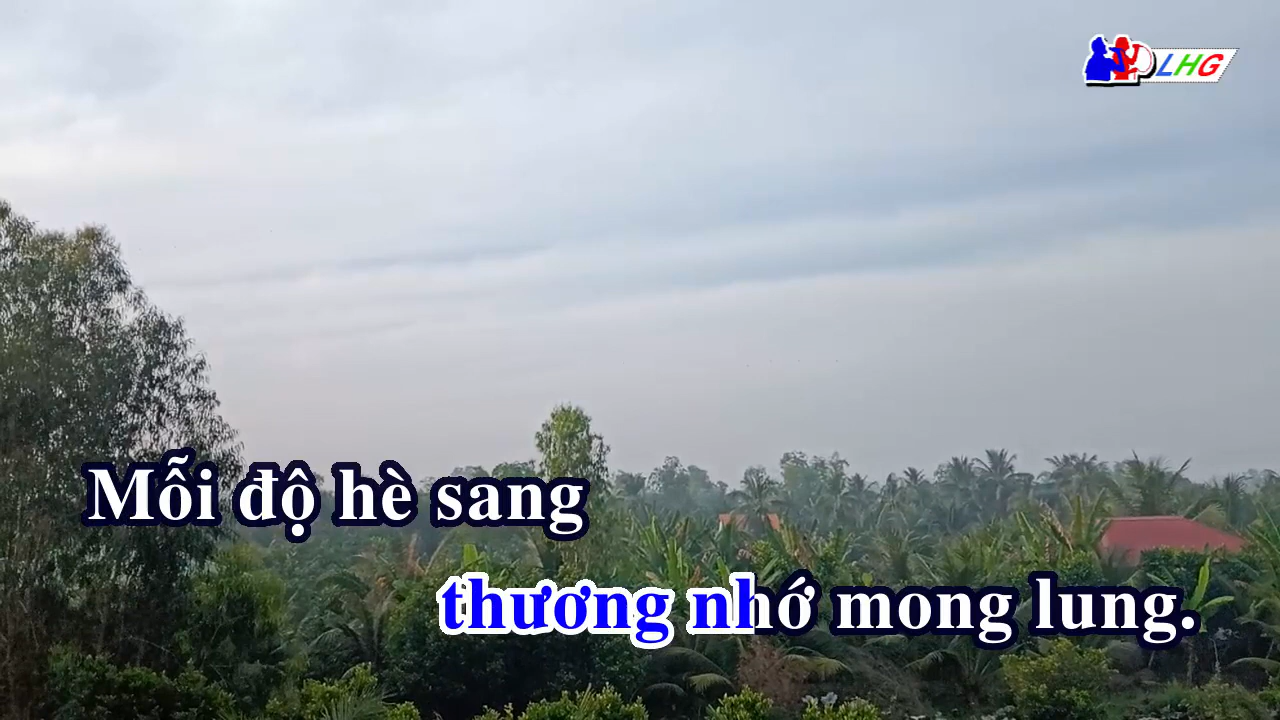 LHG
Mỗi độ hè sang
thương nhớ mong lung.